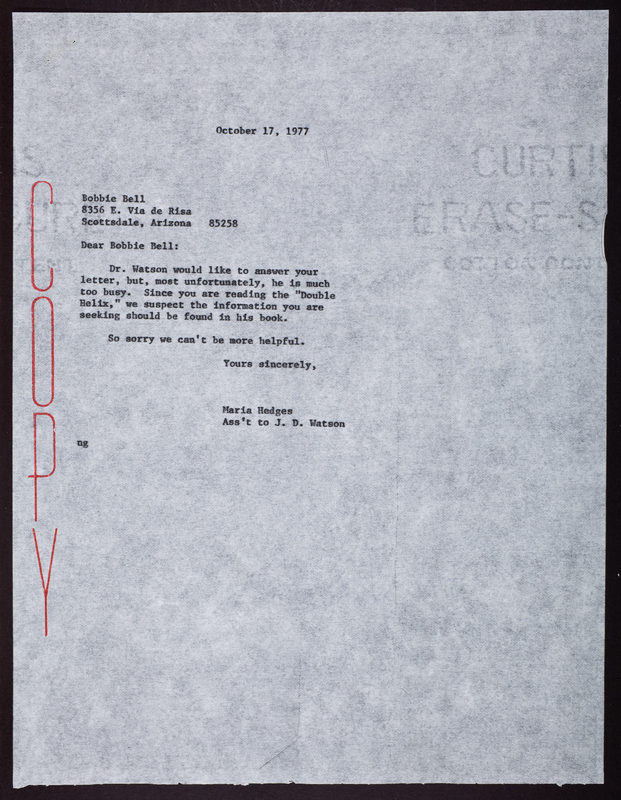 October 17, 1977
CURTIS
ERASE-S
COPY
Bobbie Bell
8356 E. Via de Risa
Scottsdale, Arizona 85258
Dear Bobbie Bell:
Dr. Watson would like to answer your
letter, but, most unfortunately, he is much
too busy. Since you are reading the "Double
Helix," we suspect the information you are
seeking should be found in his book.
So sorry we can't be more helpful.
Yours sincerely,
Maria Hedges
Ass't to J. D. Watson
ng